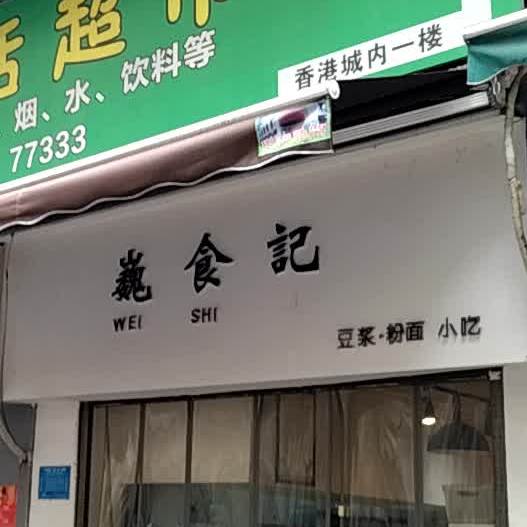 超
烟、水、饮料等
77333
香港城内一楼
巍食記
WEI SHI
豆浆·粉面 小吃